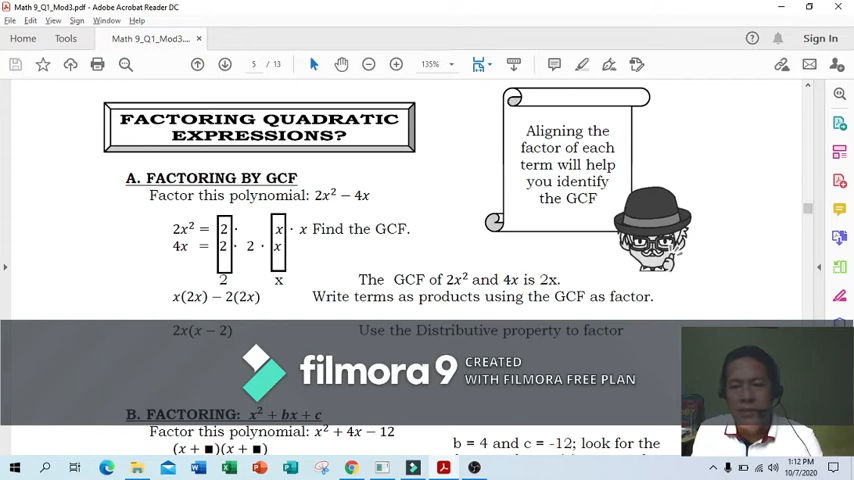 Math 9_Q1_Mod3.pdf - Adobe Acrobat Reader DC
File Edit View Sign Window Help
Home Tools Math 9_Q1_Mod3.... × Sign In
5 / 13 135%
FACTORING QUADRATIC
EXPRESSIONS?
Aligning the
factor of each
term will help
you identify
the GCF
A. FACTORING BY GCF
Factor this polynomial: 2x² − 4x
2x² = 2 · x · x Find the GCF.
4x = 2 · 2 · x
2 x
The GCF of 2x² and 4x is 2x.
x(2x) − 2(2x) Write terms as products using the GCF as factor.
2x(x − 2) Use the Distributive property to factor
filmora 9 CREATED
WITH FILMORA FREE PLAN
B. FACTORING: x² + bx + c
Factor this polynomial: x² + 4x − 12
(x + ■)(x + ■)
b = 4 and c = -12; look for the
1:12 PM
10/7/2020